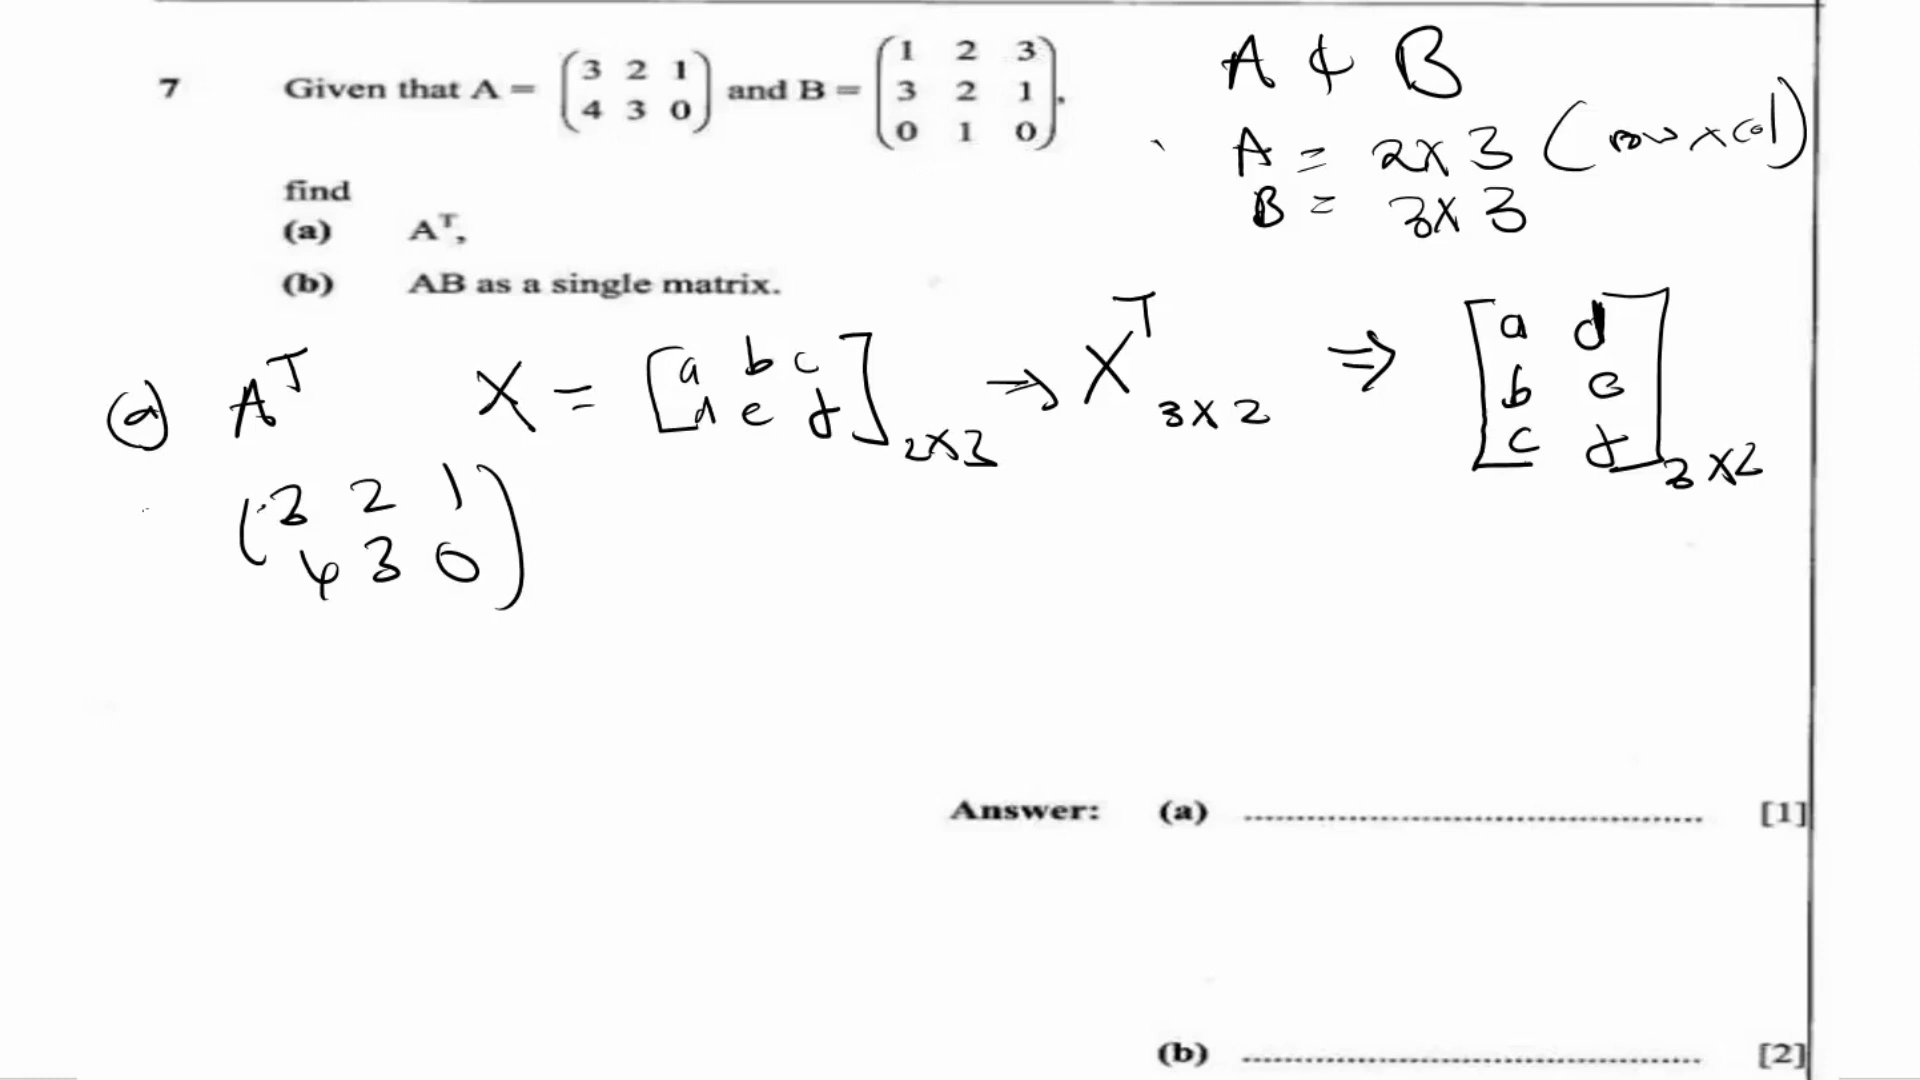 7 Given that A = (3 2 1
4 3 0) and B = (1 2 3
3 2 1
0 1 0),
find
(a) Aᵀ,
(b) AB as a single matrix.
A & B
A = 2x3 (row x col)
B = 3x3
(a) Aᵀ X = [a b c
d e f]2x3 → Xᵀ3x2 ⇒ [a d
b e
c f]3x2
(3 2 1
4 3 0)
Answer: (a) ................................................ [1]
(b) ................................................ [2]